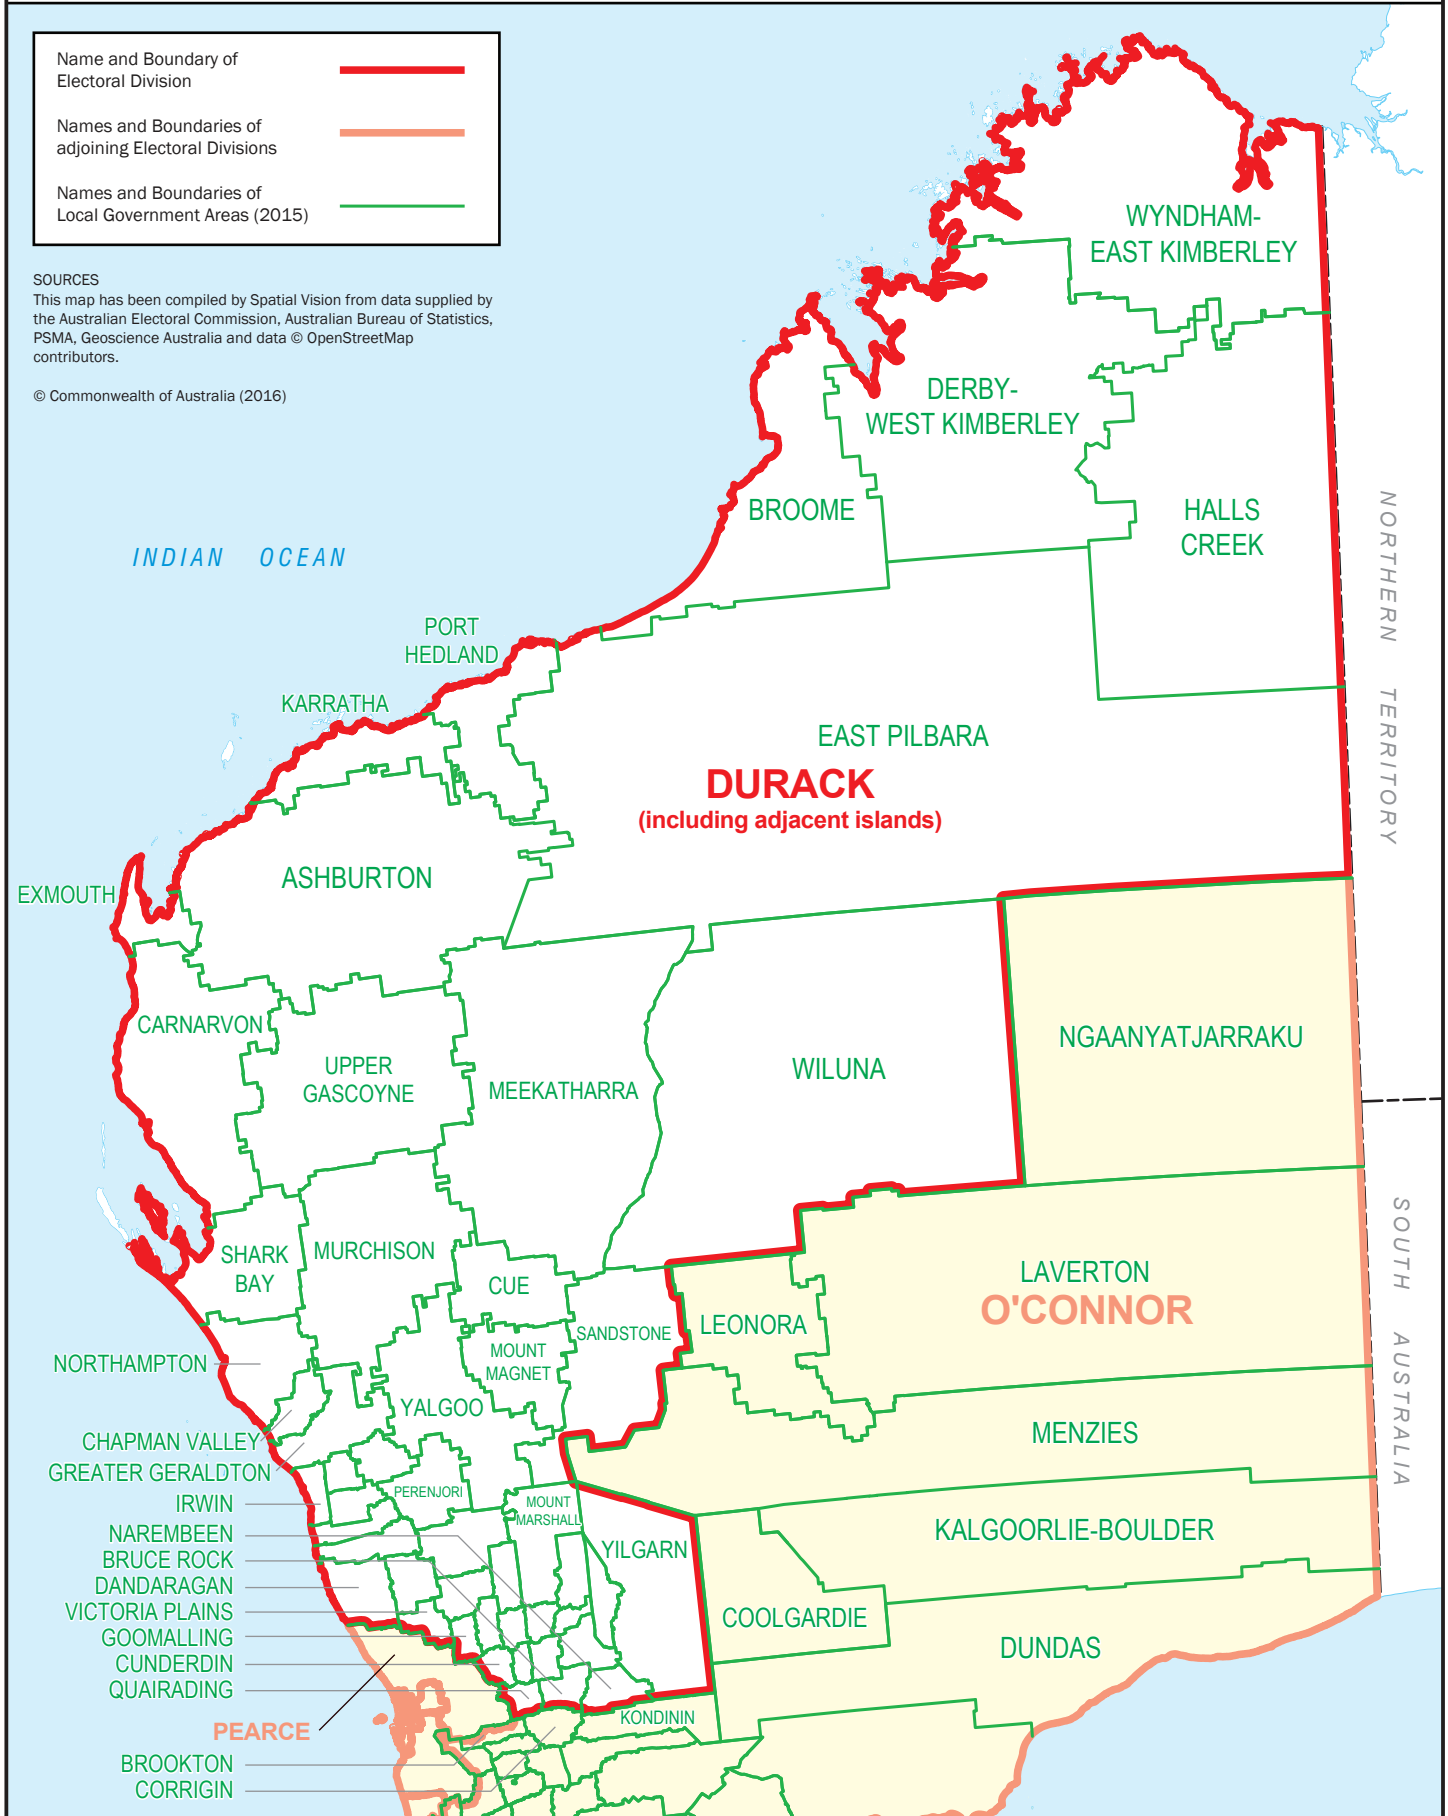 Name and Boundary of
Electoral Division
Names and Boundaries of
adjoining Electoral Divisions
Names and Boundaries of
Local Government Areas (2015)
SOURCES
This map has been compiled by Spatial Vision from data supplied by
the Australian Electoral Commission, Australian Bureau of Statistics,
PSMA, Geoscience Australia and data © OpenStreetMap
contributors.
© Commonwealth of Australia (2016)
WYNDHAM-
EAST KIMBERLEY
DERBY-
WEST KIMBERLEY
BROOME
HALLS
CREEK
NORTHERN TERRITORY
INDIAN OCEAN
PORT
HEDLAND
KARRATHA
EAST PILBARA
DURACK
(including adjacent islands)
ASHBURTON
EXMOUTH
CARNARVON
UPPER
GASCOYNE
MEEKATHARRA
WILUNA
NGAANYATJARRAKU
SOUTH AUSTRALIA
SHARK
BAY
MURCHISON
CUE
SANDSTONE
LEONORA
LAVERTON
O'CONNOR
NORTHAMPTON
MOUNT
MAGNET
YALGOO
MENZIES
CHAPMAN VALLEY
GREATER GERALDTON
PERENJORI
MOUNT
MARSHALL
IRWIN
NAREMBEEN
BRUCE ROCK
DANDARAGAN
VICTORIA PLAINS
GOOMALLING
CUNDERDIN
QUAIRADING
YILGARN
KALGOORLIE-BOULDER
COOLGARDIE
DUNDAS
KONDININ
PEARCE
BROOKTON
CORRIGIN